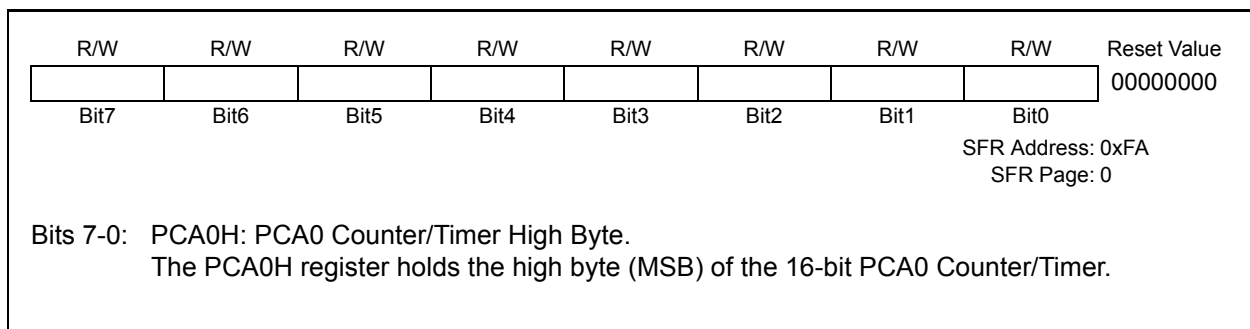 R/W R/W R/W R/W R/W R/W R/W R/W Reset Value
00000000
Bit7 Bit6 Bit5 Bit4 Bit3 Bit2 Bit1 Bit0
SFR Address: 0xFA
SFR Page: 0
Bits 7-0: PCA0H: PCA0 Counter/Timer High Byte.
The PCA0H register holds the high byte (MSB) of the 16-bit PCA0 Counter/Timer.